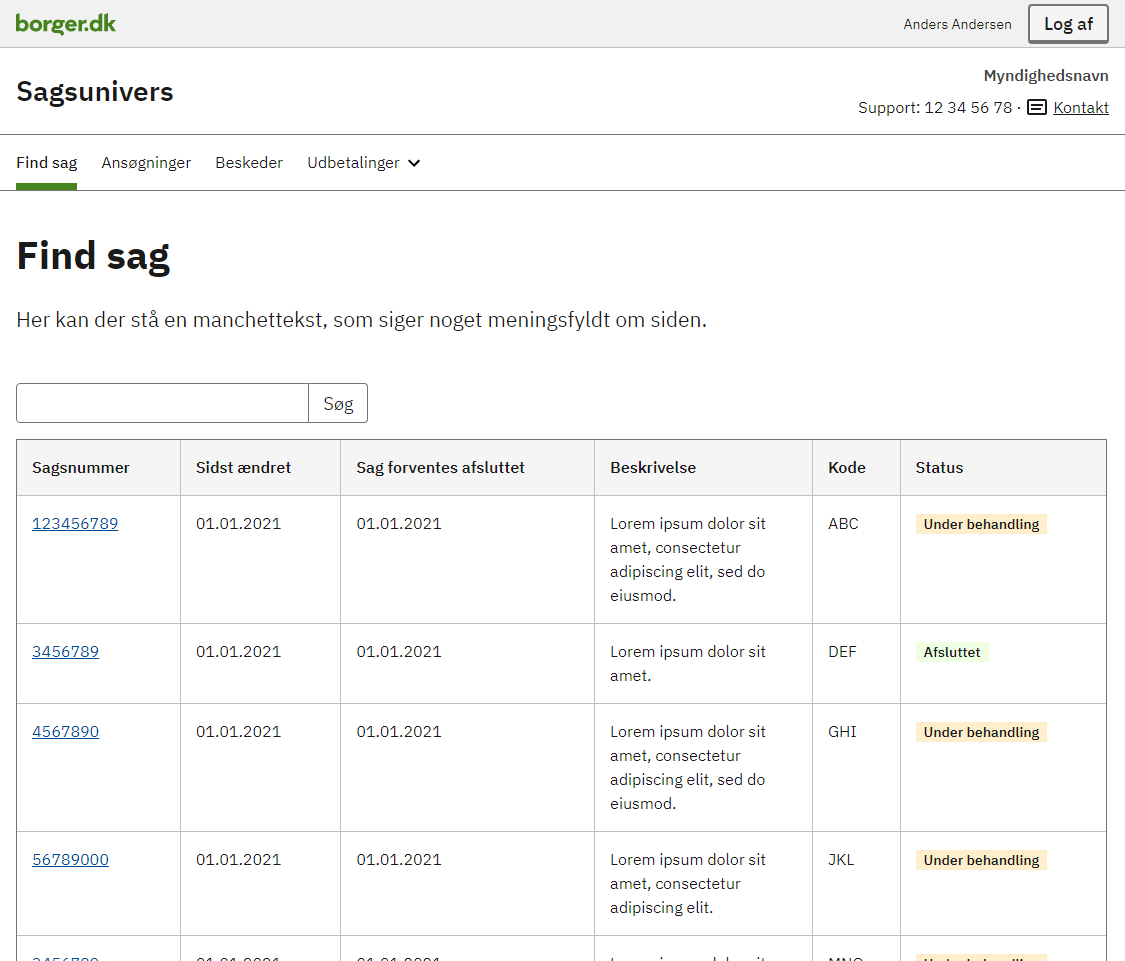 borger.dk
Anders Andersen
Log af
Sagsunivers
Myndighedsnavn
Support: 12 34 56 78 · Kontakt
Find sag Ansøgninger Beskeder Udbetalinger
Find sag
Her kan der stå en manchettekst, som siger noget meningsfyldt om siden.
Søg
Sagsnummer Sidst ændret Sag forventes afsluttet Beskrivelse Kode Status
123456789 01.01.2021 01.01.2021 Lorem ipsum dolor sit ABC Under behandling
amet, consectetur
adipiscing elit, sed do
eiusmod.
3456789 01.01.2021 01.01.2021 Lorem ipsum dolor sit DEF Afsluttet
amet.
4567890 01.01.2021 01.01.2021 Lorem ipsum dolor sit GHI Under behandling
amet, consectetur
adipiscing elit, sed do
eiusmod.
56789000 01.01.2021 01.01.2021 Lorem ipsum dolor sit JKL Under behandling
amet, consectetur
adipiscing elit.